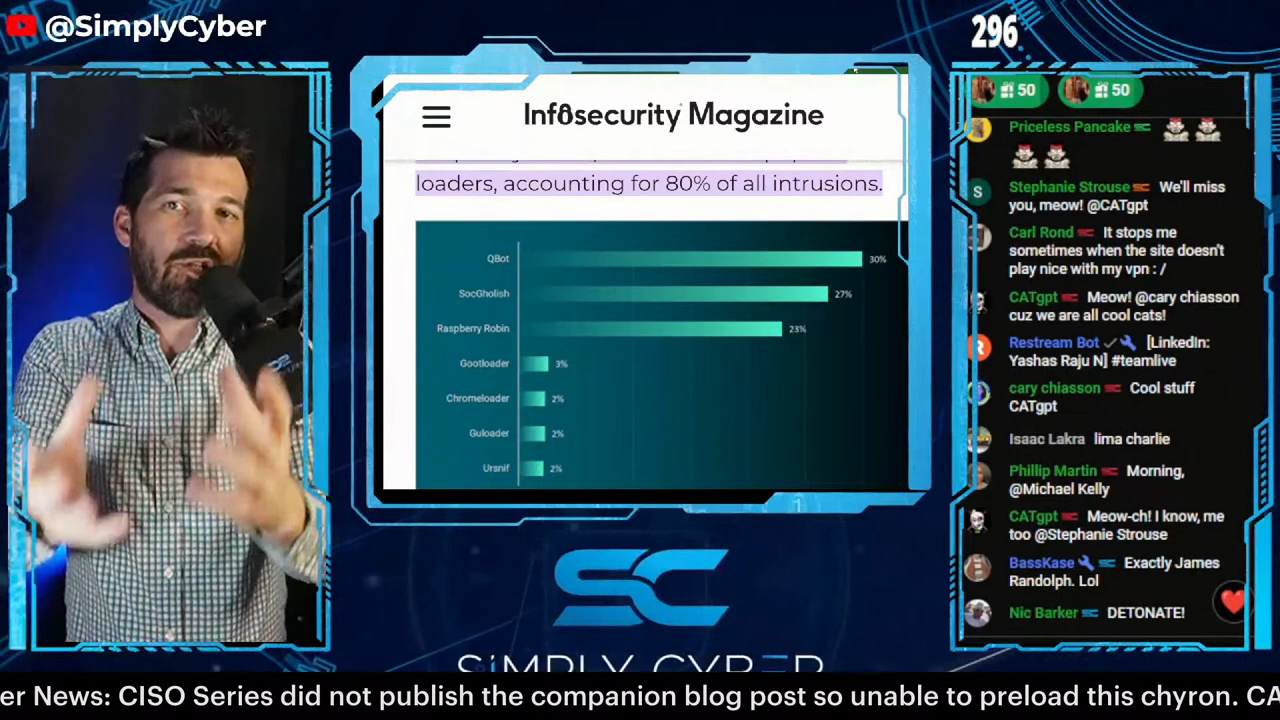 @SimplyCyber
296
Infosecurity Magazine
loaders, accounting for 80% of all intrusions.
QBot 30%
SocGholish 27%
Raspberry Robin 23%
Gootloader 3%
Chromeloader 2%
Guloader 2%
Ursnif 2%
SC
SiMPLY CYBER
50 50
Priceless Pancake
Stephanie Strouse We'll miss
you, meow! @CATgpt
Carl Rond It stops me
sometimes when the site doesn't
play nice with my vpn : /
CATgpt Meow! @cary chiasson
cuz we are all cool cats!
Restream Bot [LinkedIn:
Yashas Raju N] #teamlive
cary chiasson Cool stuff
CATgpt
Isaac Lakra lima charlie
Phillip Martin Morning,
@Michael Kelly
CATgpt Meow-ch! I know, me
too @Stephanie Strouse
BassKase Exactly James
Randolph. Lol
Nic Barker DETONATE!
er News: CISO Series did not publish the companion blog post so unable to preload this chyron. CA